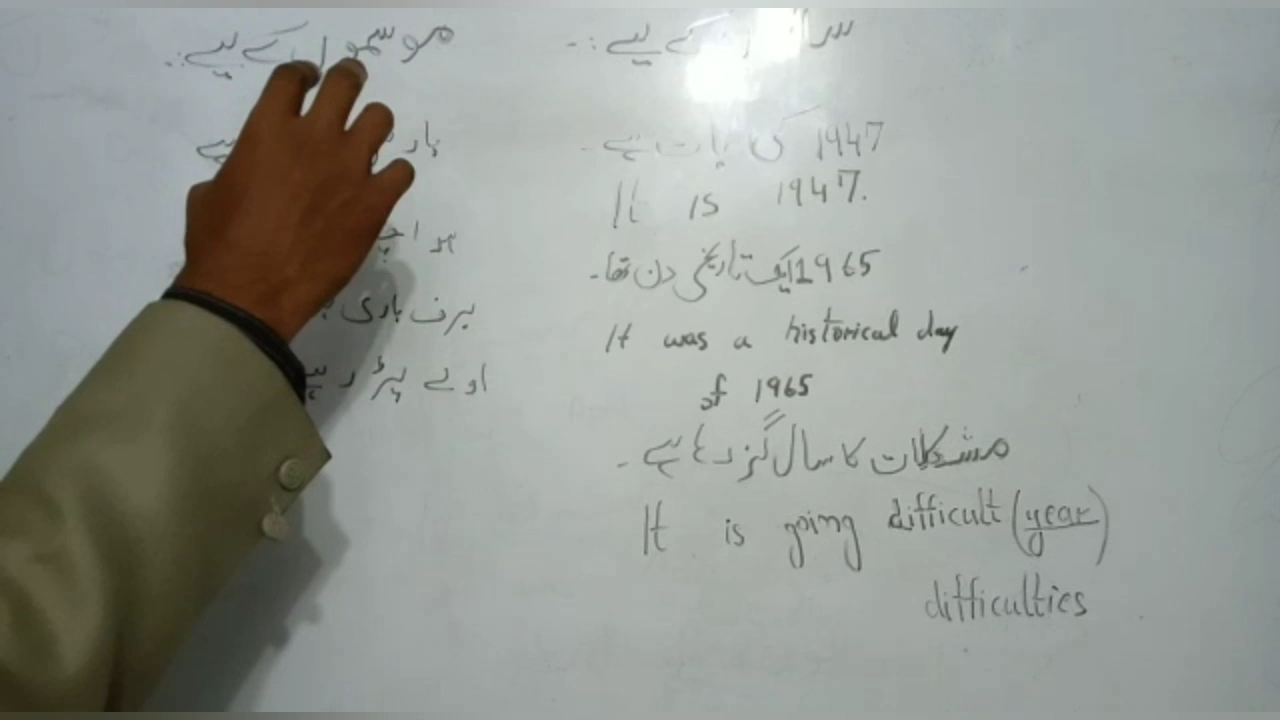 موسموں کے لیے :-
بار
ہوا چ
برف باری ہ
اولے پڑ رہے
کے لیے :-
1947 کی بات ہے -
It is 1947.
1965 ایک تاریخی دن تھا -
It was a historical day
of 1965
مشکلات کا سال گزر رہا ہے -
It is going difficult (year)
difficulties